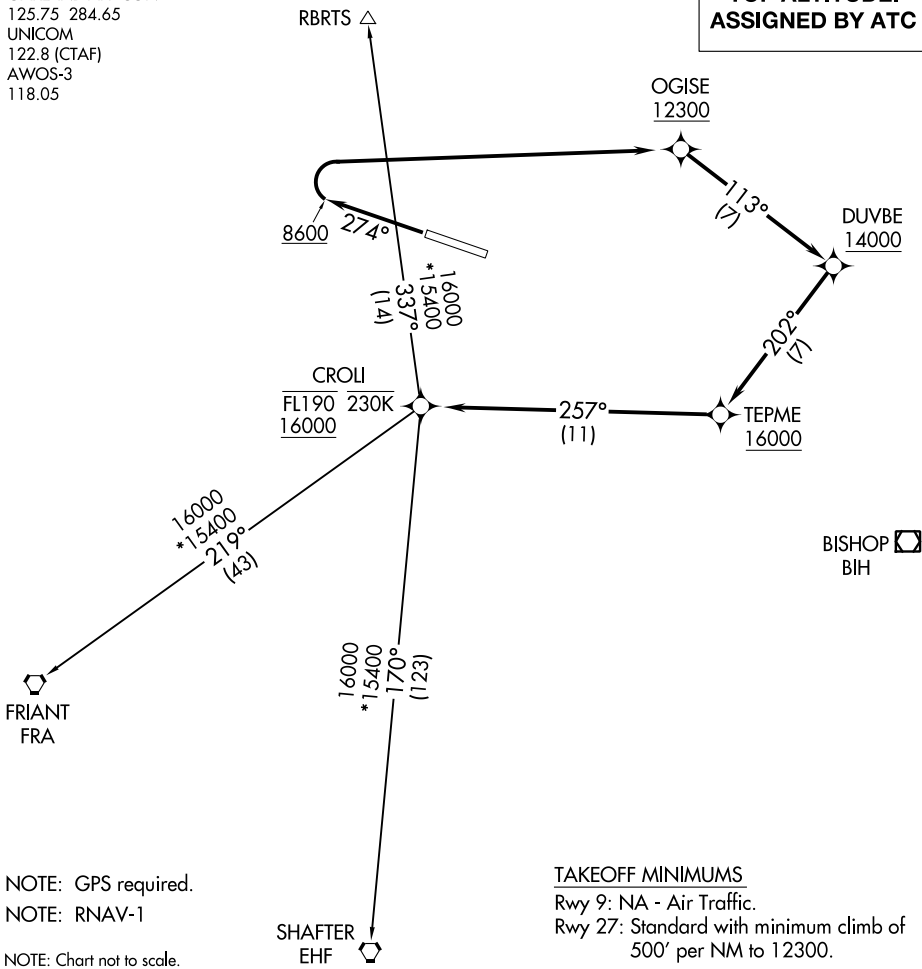 125.75 284.65
UNICOM
122.8 (CTAF)
AWOS-3
118.05
RBRTS
ASSIGNED BY ATC
OGISE
12300
113°
(7)
DUVBE
14000
8600
274°
16000
*15400
337°
(14)
202°
(7)
CROLI
FL190 230K
16000
257°
(11)
TEPME
16000
16000
*15400
219°
(43)
BISHOP
BIH
16000
*15400
170°
(123)
FRIANT
FRA
NOTE: GPS required.
NOTE: RNAV-1
NOTE: Chart not to scale.
SHAFTER
EHF
TAKEOFF MINIMUMS
Rwy 9: NA - Air Traffic.
Rwy 27: Standard with minimum climb of
500' per NM to 12300.